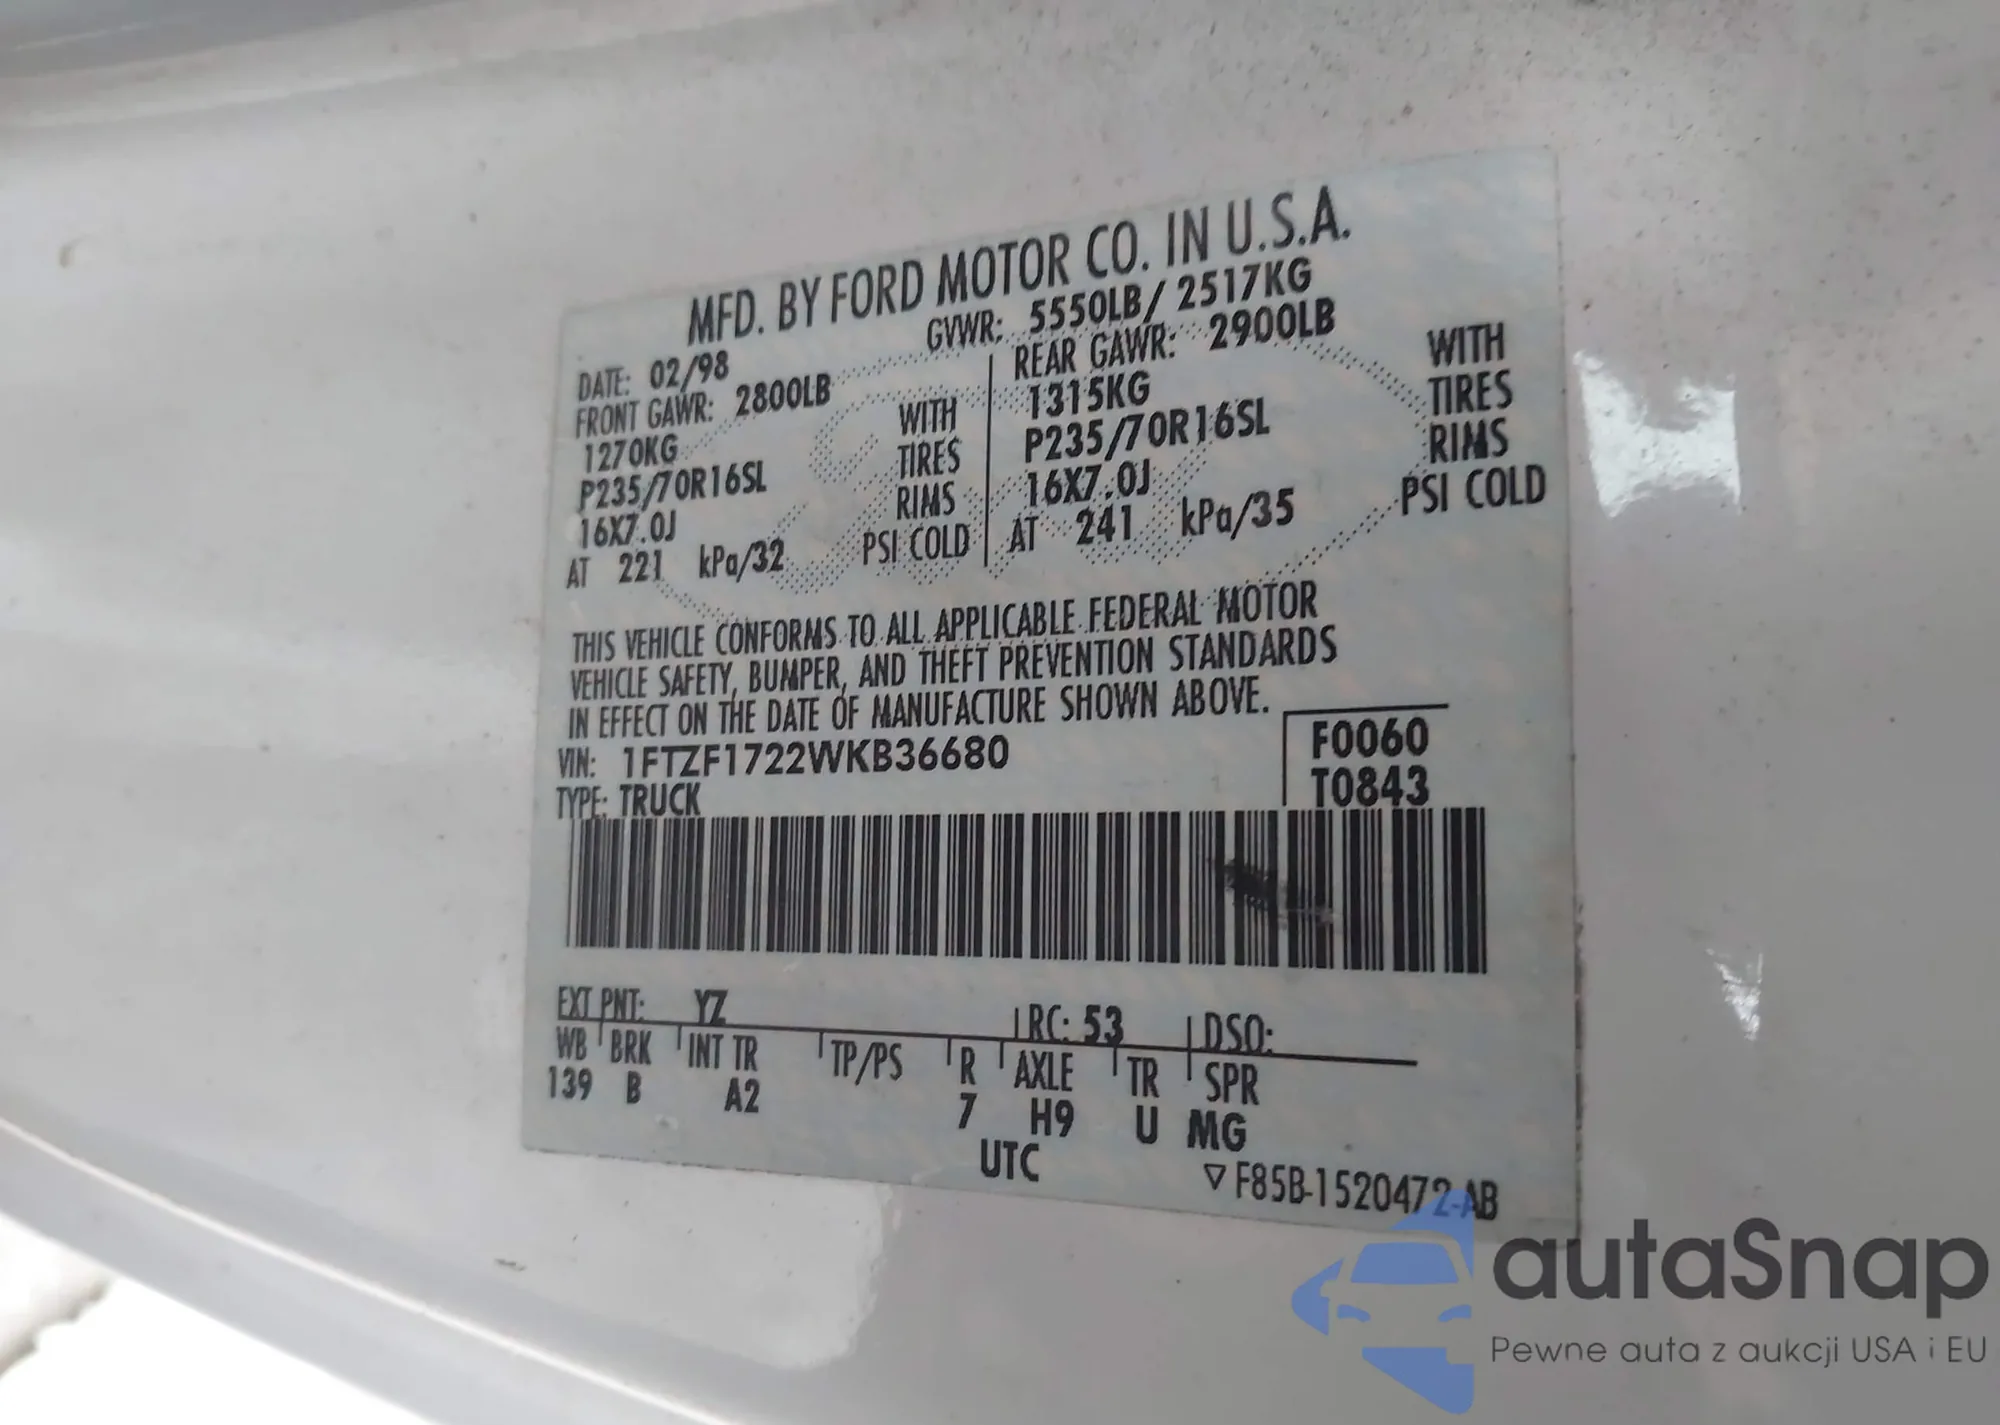 MFD. BY FORD MOTOR CO. IN U.S.A.
DATE: 02/98 GVWR: 5550LB/ 2517KG
FRONT GAWR: 2800LB REAR GAWR: 2900LB
1270KG WITH 1315KG WITH
P235/70R16SL TIRES P235/70R16SL TIRES
16X7.0J RIMS 16X7.0J RIMS
AT 221 kPa/32 PSI COLD AT 241 kPa/35 PSI COLD
THIS VEHICLE CONFORMS TO ALL APPLICABLE FEDERAL MOTOR
VEHICLE SAFETY, BUMPER, AND THEFT PREVENTION STANDARDS
IN EFFECT ON THE DATE OF MANUFACTURE SHOWN ABOVE.
VIN: 1FTZF1722WKB36680 F0060
TYPE: TRUCK T0843
EXT PNT: YZ RC: 53 DSO:
WB BRK INT TR TP/PS R AXLE TR SPR
139 B A2 7 H9 U MG
UTC
F85B-1520472-AB
autaSnap
Pewne auta z aukcji USA i EU